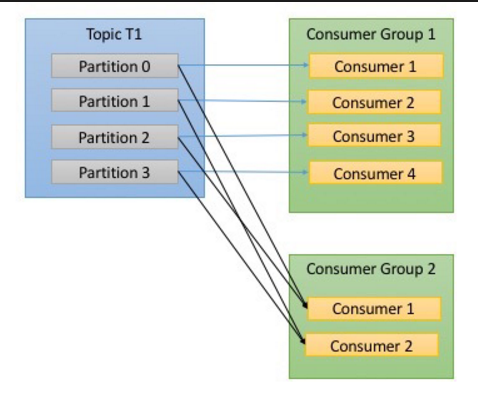 Topic T1
Partition 0
Partition 1
Partition 2
Partition 3
Consumer Group 1
Consumer 1
Consumer 2
Consumer 3
Consumer 4
Consumer Group 2
Consumer 1
Consumer 2